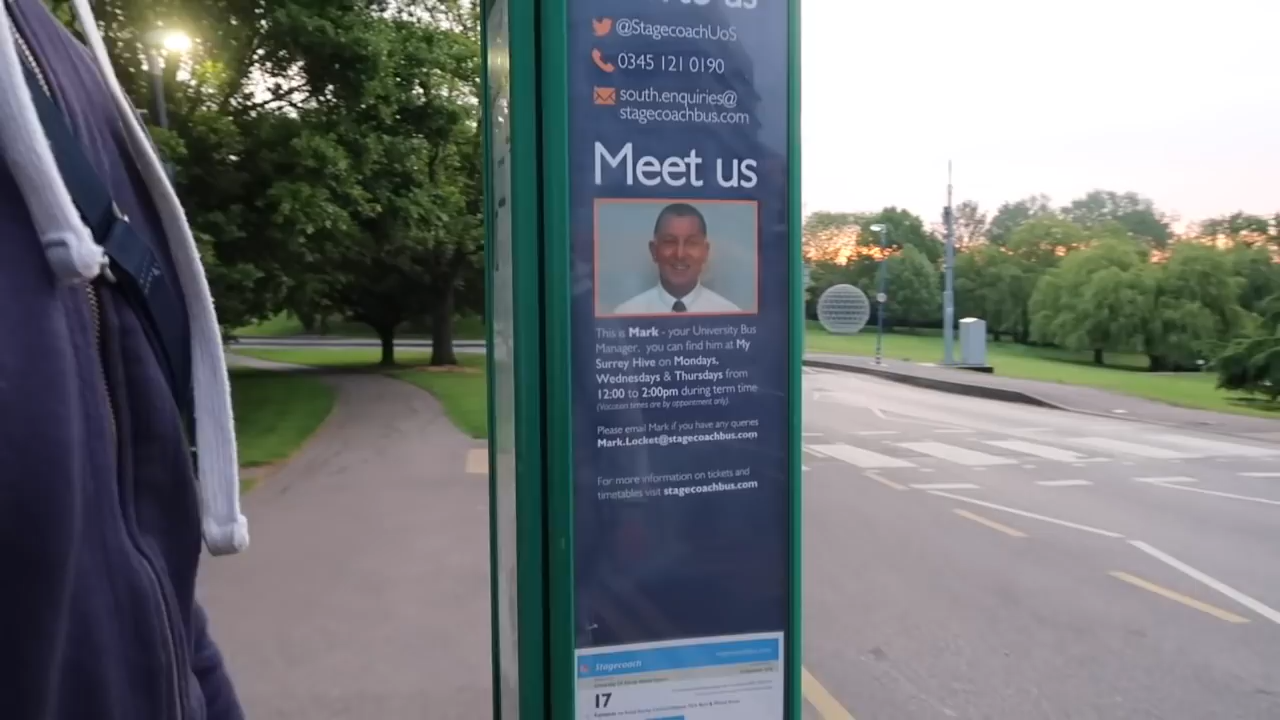 to us
@StagecoachUoS
0345 121 0190
south.enquiries@
stagecoachbus.com
Meet us
This is Mark - your University Bus
Manager, you can find him at My
Surrey Hive on Mondays,
Wednesdays & Thursdays from
12:00 to 2:00pm during term time
(Vacation times are by appointment only)
Please email Mark if you have any queries
Mark.Locket@stagecoachbus.com
For more information on tickets and
timetables visit stagecoachbus.com
Stagecoach
17